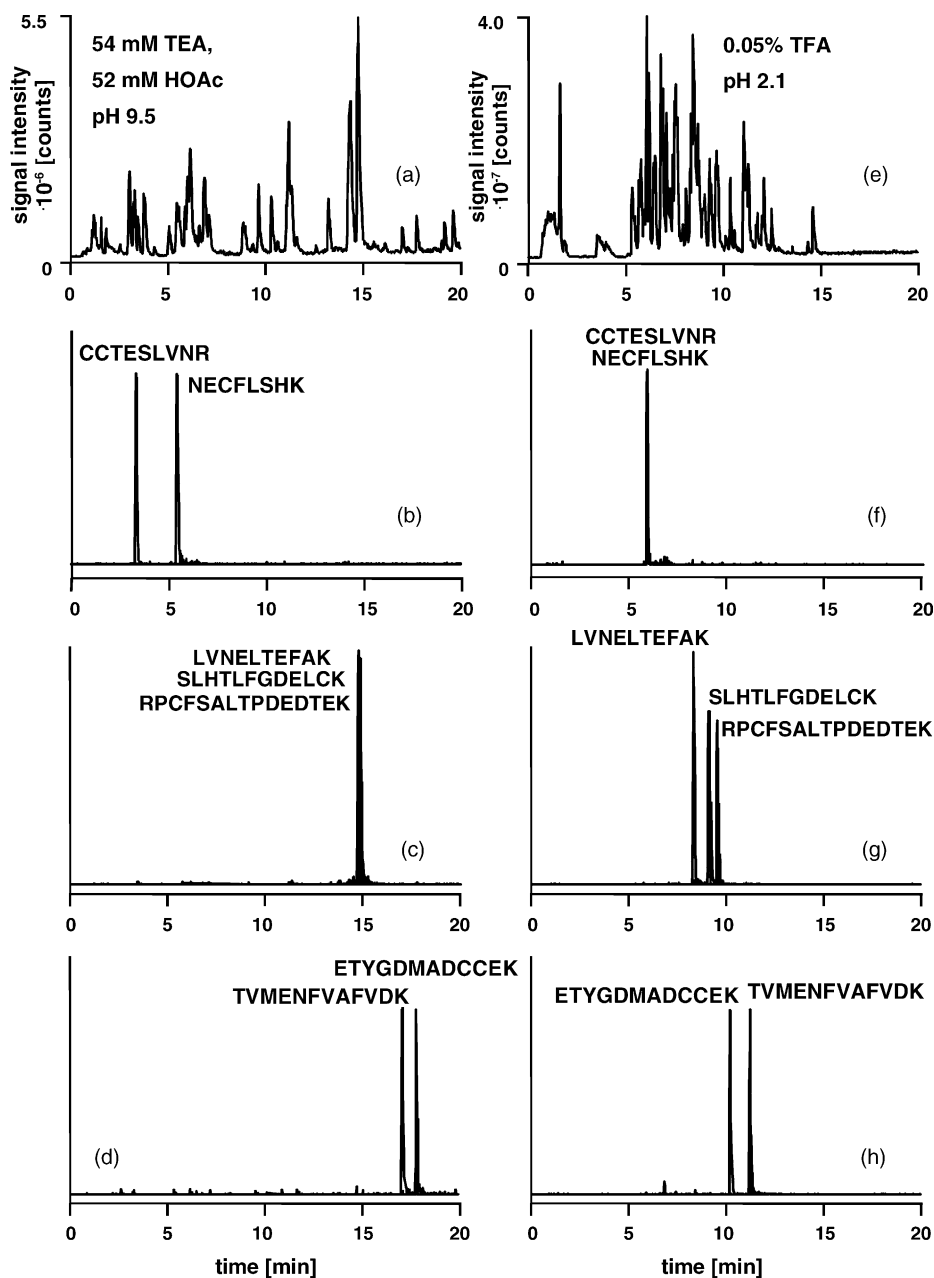 5.5
54 mM TEA,
52 mM HOAc
pH 9.5
signal intensity
·10⁻⁶ [counts]
(a)
0
0 5 10 15 20
4.0
0.05% TFA
pH 2.1
signal intensity
·10⁻⁷ [counts]
(e)
0
0 5 10 15 20
CCTESLVNR
NECFLSHK
(b)
0 5 10 15 20
CCTESLVNR
NECFLSHK
(f)
0 5 10 15 20
LVNELTEFAK
SLHTLFGDELCK
RPCFSALTPDEDTEK
(c)
0 5 10 15 20
LVNELTEFAK
SLHTLFGDELCK
RPCFSALTPDEDTEK
(g)
0 5 10 15 20
ETYGDMADCCEK
TVMENFVAFVDK
(d)
0 5 10 15 20
time [min]
ETYGDMADCCEK
TVMENFVAFVDK
(h)
0 5 10 15 20
time [min]